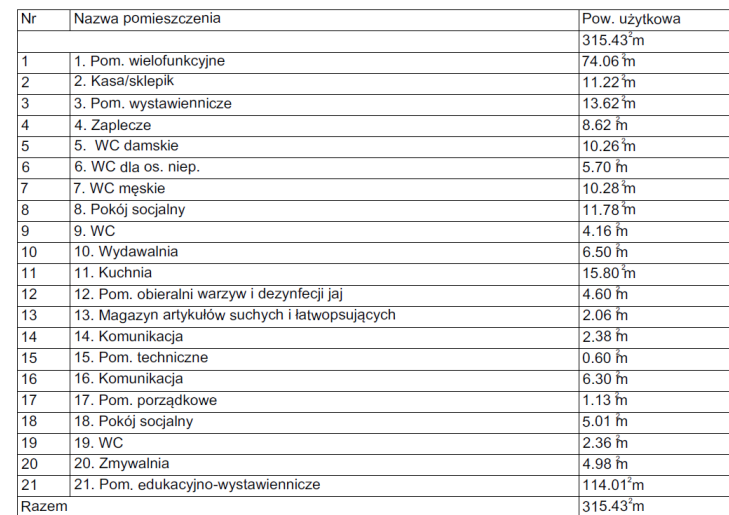 Nr Nazwa pomieszczenia Pow. użytkowa
315.43 m²
1 1. Pom. wielofunkcyjne 74.06 m²
2 2. Kasa/sklepik 11.22 m²
3 3. Pom. wystawiennicze 13.62 m²
4 4. Zaplecze 8.62 m²
5 5. WC damskie 10.26 m²
6 6. WC dla os. niep. 5.70 m²
7 7. WC męskie 10.28 m²
8 8. Pokój socjalny 11.78 m²
9 9. WC 4.16 m²
10 10. Wydawalnia 6.50 m²
11 11. Kuchnia 15.80 m²
12 12. Pom. obieralni warzyw i dezynfecji jaj 4.60 m²
13 13. Magazyn artykułów suchych i łatwopsujących 2.06 m²
14 14. Komunikacja 2.38 m²
15 15. Pom. techniczne 0.60 m²
16 16. Komunikacja 6.30 m²
17 17. Pom. porządkowe 1.13 m²
18 18. Pokój socjalny 5.01 m²
19 19. WC 2.36 m²
20 20. Zmywalnia 4.98 m²
21 21. Pom. edukacyjno-wystawiennicze 114.01 m²
Razem 315.43 m²